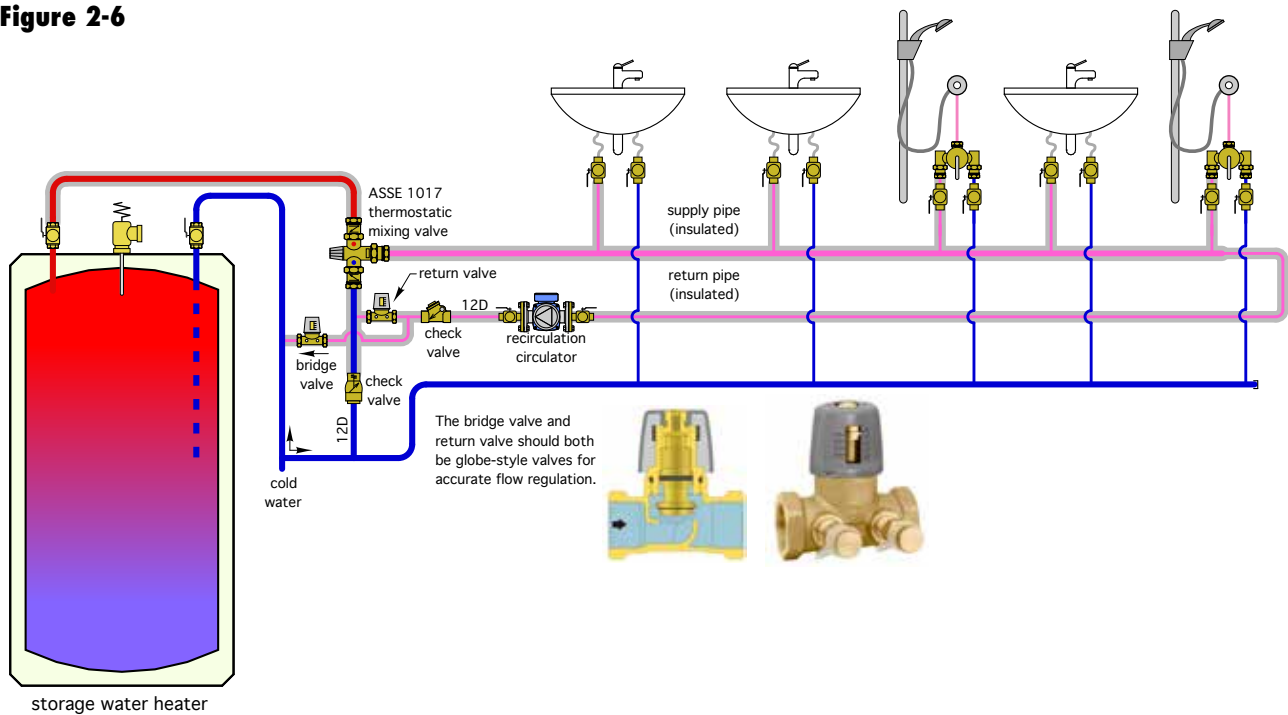 Figure 2-6
ASSE 1017
thermostatic
mixing valve
supply pipe
(insulated)
return valve
return pipe
(insulated)
12D
check
valve
recirculation
circulator
bridge
valve
check
valve
12D
The bridge valve and
return valve should both
be globe-style valves for
accurate flow regulation.
cold
water
storage water heater